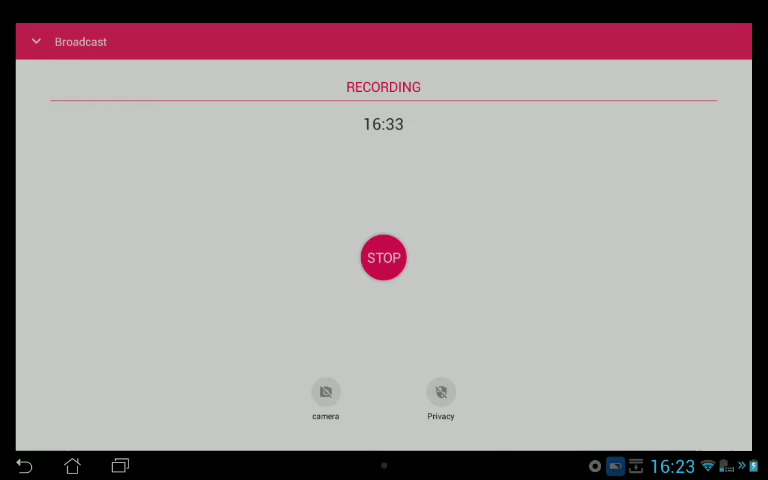 Broadcast
RECORDING
16:33
STOP
camera
Privacy
16:23